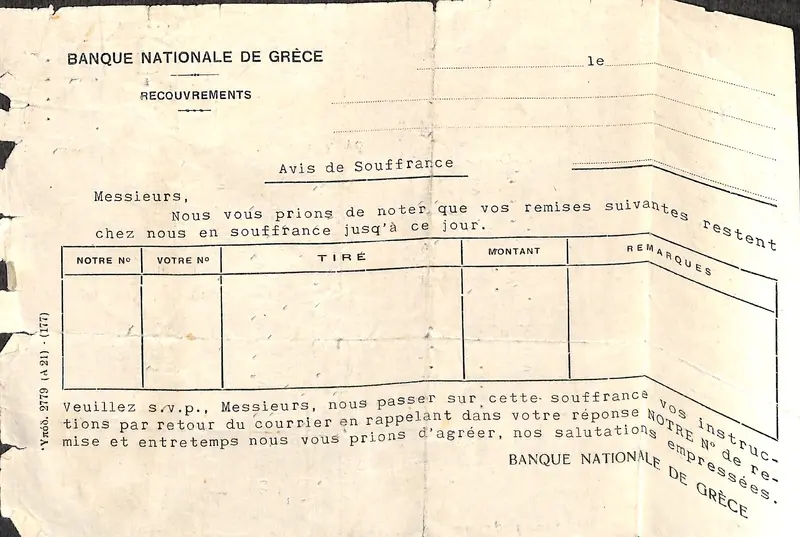 BANQUE NATIONALE DE GRÈCE
le
RECOUVREMENTS
Avis de Souffrance
Messieurs,
Nous vous prions de noter que vos remises suivantes restent
chez nous en souffrance jusq'à ce jour.
NOTRE Nº VOTRE Nº TIRÉ MONTANT REMARQUES
Veuillez s.v.p., Messieurs, nous passer sur cette souffrance vos instruc-
tions par retour du courrier en rappelant dans votre réponse NOTRE Nº de re-
mise et entretemps nous vous prions d'agréer, nos salutations empressées.
BANQUE NATIONALE DE GRÈCE
Ὑπόδ. 2779 (Α 21) - (177)